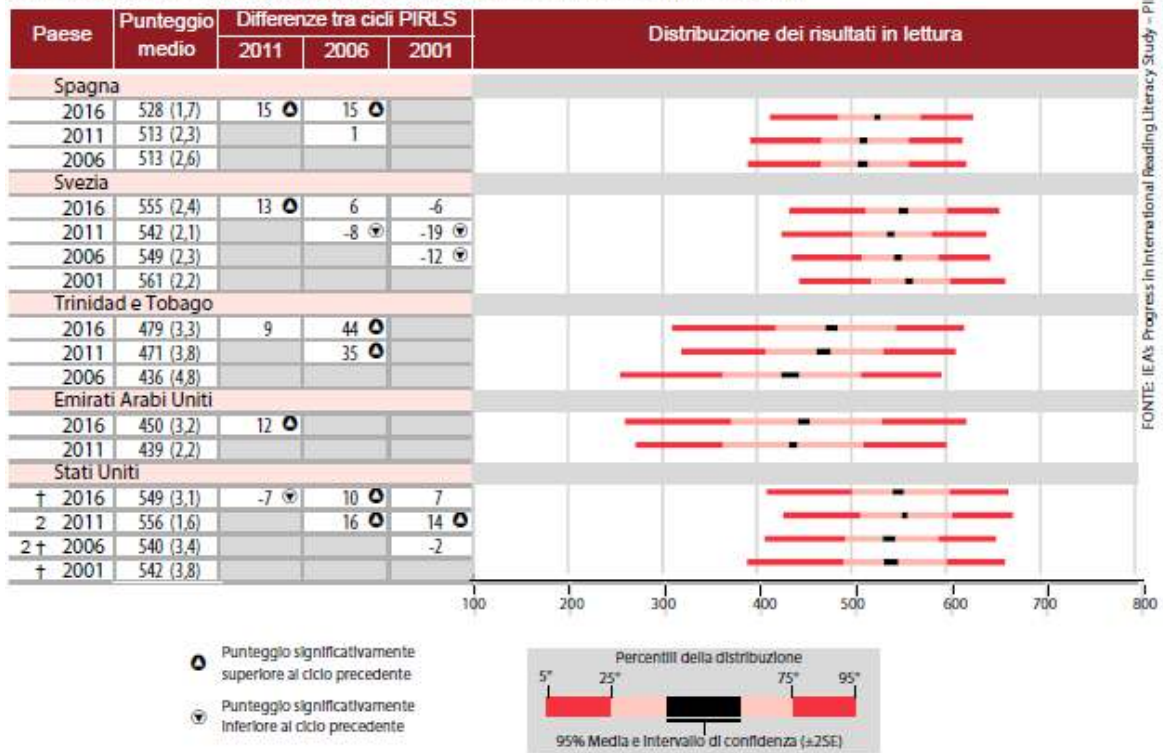 Paese Punteggio medio Differenze tra cicli PIRLS Distribuzione dei risultati in lettura
2011 2006 2001
Spagna
2016 528 (1,7) 15 15
2011 513 (2,3) 1
2006 513 (2,6)
Svezia
2016 555 (2,4) 13 6 -6
2011 542 (2,1) -8 -19
2006 549 (2,3) -12
2001 561 (2,2)
Trinidad e Tobago
2016 479 (3,3) 9 44
2011 471 (3,8) 35
2006 436 (4,8)
Emirati Arabi Uniti
2016 450 (3,2) 12
2011 439 (2,2)
Stati Uniti
† 2016 549 (3,1) -7 10 7
2 2011 556 (1,6) 16 14
2 † 2006 540 (3,4) -2
† 2001 542 (3,8)
100 200 300 400 500 600 700 800
Punteggio significativamente
superiore al ciclo precedente
Punteggio significativamente
inferiore al ciclo precedente
Percentili della distribuzione
5° 25° 75° 95°
95% Media e Intervallo di confidenza (±2SE)
FONTE: IEA's Progress in International Reading Literacy Study – PI